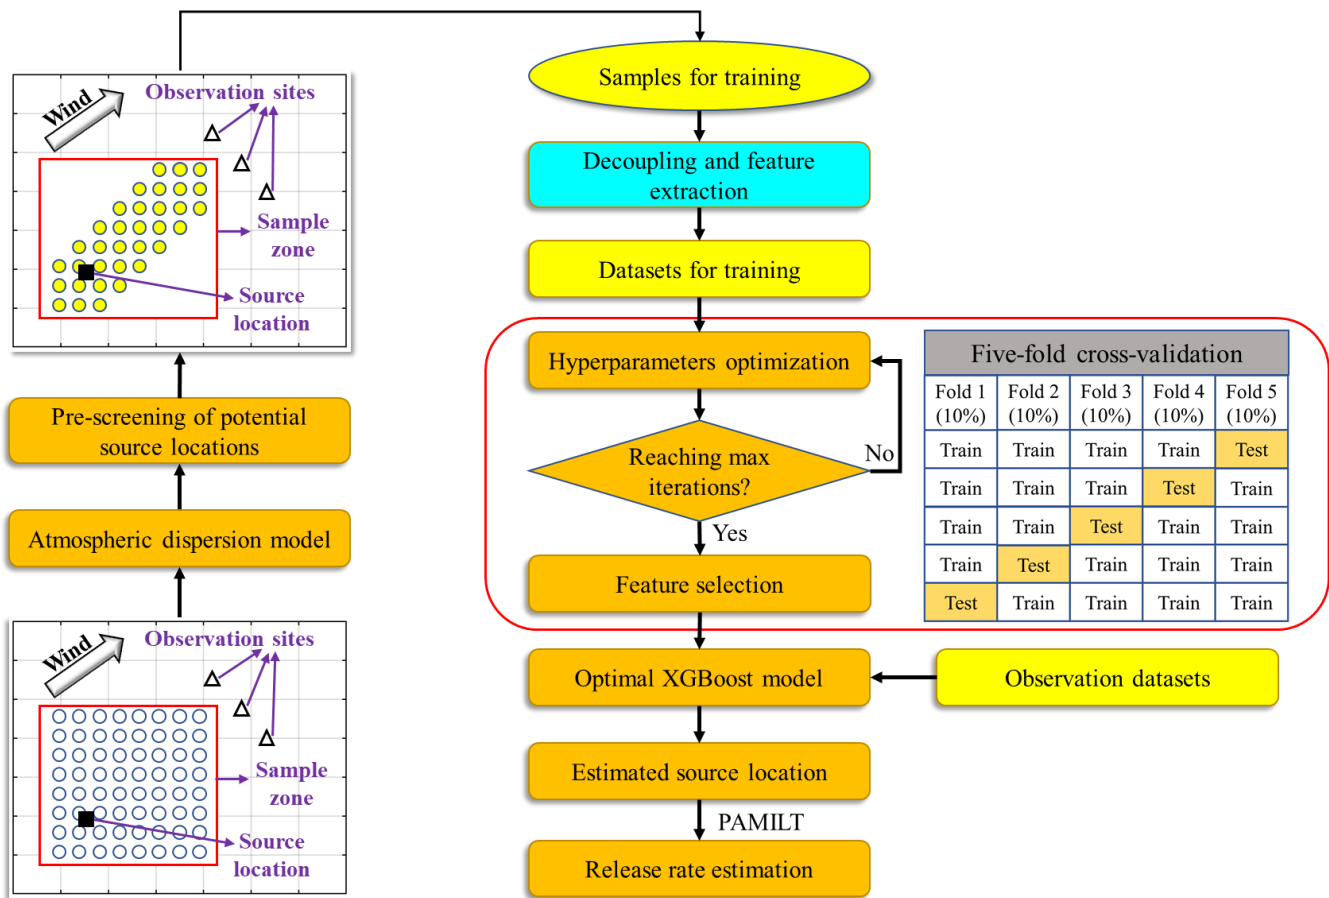 Wind
Observation sites
Sample
zone
Source
location
Pre-screening of potential
source locations
Atmospheric dispersion model
Wind
Observation sites
Sample
zone
Source
location
Samples for training
Decoupling and feature
extraction
Datasets for training
Hyperparameters optimization
Reaching max
iterations?
No
Yes
Feature selection
Five-fold cross-validation
Fold 1 Fold 2 Fold 3 Fold 4 Fold 5
(10%) (10%) (10%) (10%) (10%)
Train Train Train Train Test
Train Train Train Test Train
Train Train Test Train Train
Train Test Train Train Train
Test Train Train Train Train
Optimal XGBoost model
Observation datasets
Estimated source location
PAMILT
Release rate estimation